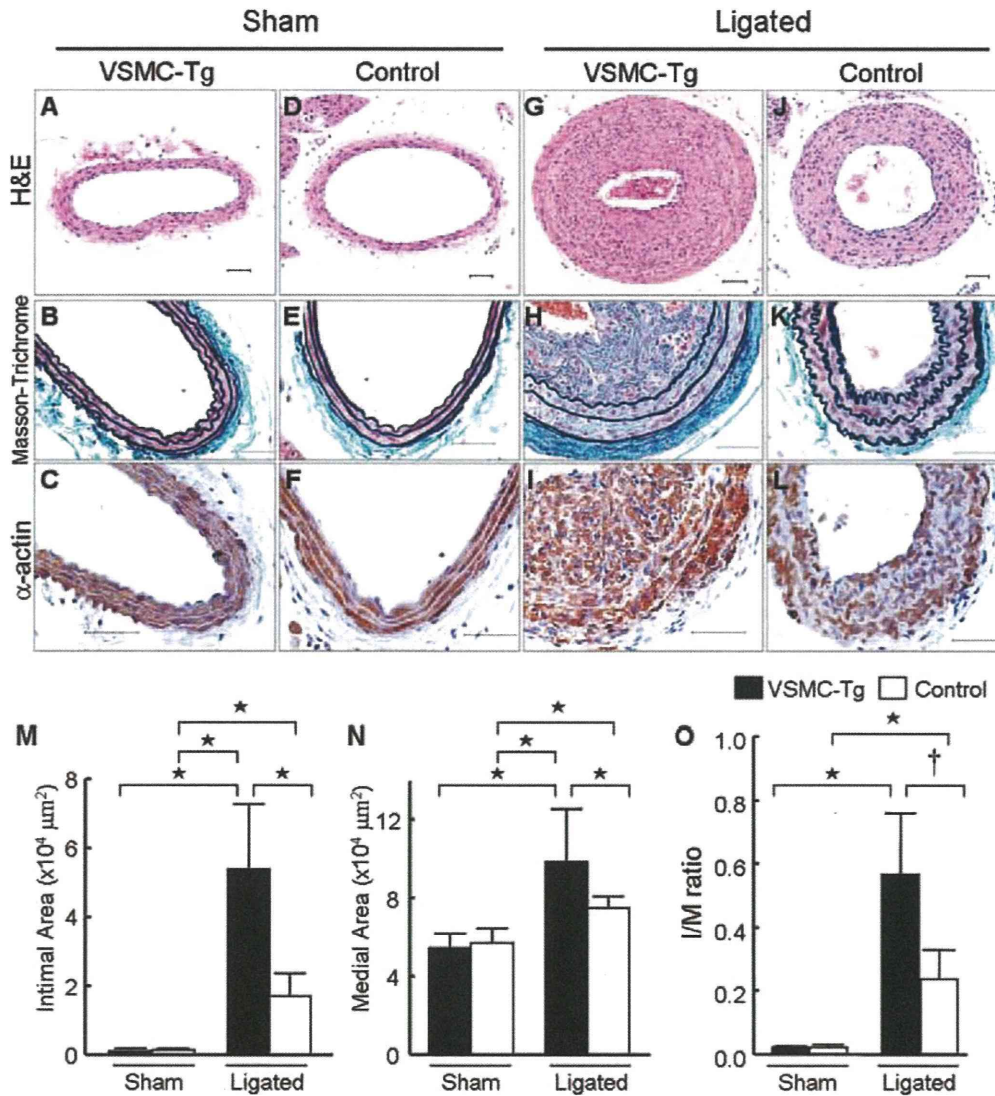 Sham
Ligated
VSMC-Tg
Control
VSMC-Tg
Control
H&E
A
D
G
J
Masson-Trichrome
B
E
H
K
α-actin
C
F
I
L
VSMC-Tg
Control
M
★
★
★
★
Intimal Area (x10⁴ μm²)
8
6
4
2
0
Sham
Ligated
N
★
★
★
★
Medial Area (x10⁴ μm²)
12
8
4
0
Sham
Ligated
O
★
★
†
I/M ratio
1.0
0.8
0.6
0.4
0.2
0.0
Sham
Ligated